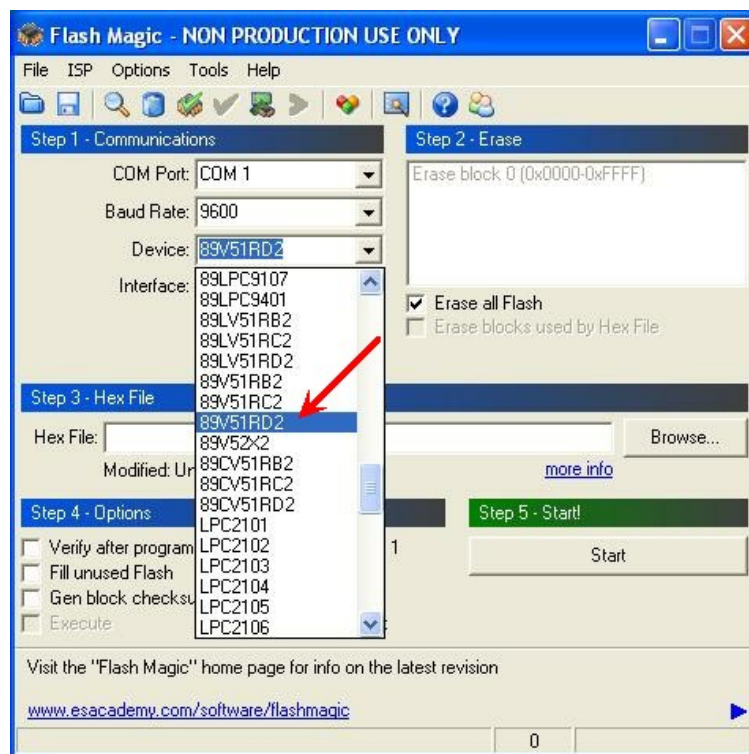 Flash Magic - NON PRODUCTION USE ONLY
File ISP Options Tools Help
Step 1 - Communications
COM Port: COM 1
Baud Rate: 9600
Device: 89V51RD2
Interface:
89LPC9107
89LPC9401
89LV51RB2
89LV51RC2
89LV51RD2
89V51RB2
89V51RC2
89V51RD2
89V52X2
89CV51RB2
89CV51RC2
89CV51RD2
LPC2101
LPC2102
LPC2103
LPC2104
LPC2105
LPC2106
Step 2 - Erase
Erase block 0 (0x0000-0xFFFF)
Erase all Flash
Erase blocks used by Hex File
Step 3 - Hex File
Hex File:
Browse...
Modified: Un
more info
Step 4 - Options
Verify after program
1
Fill unused Flash
Gen block checksu
Execute
Step 5 - Start!
Start
Visit the "Flash Magic" home page for info on the latest revision
www.esacademy.com/software/flashmagic
0